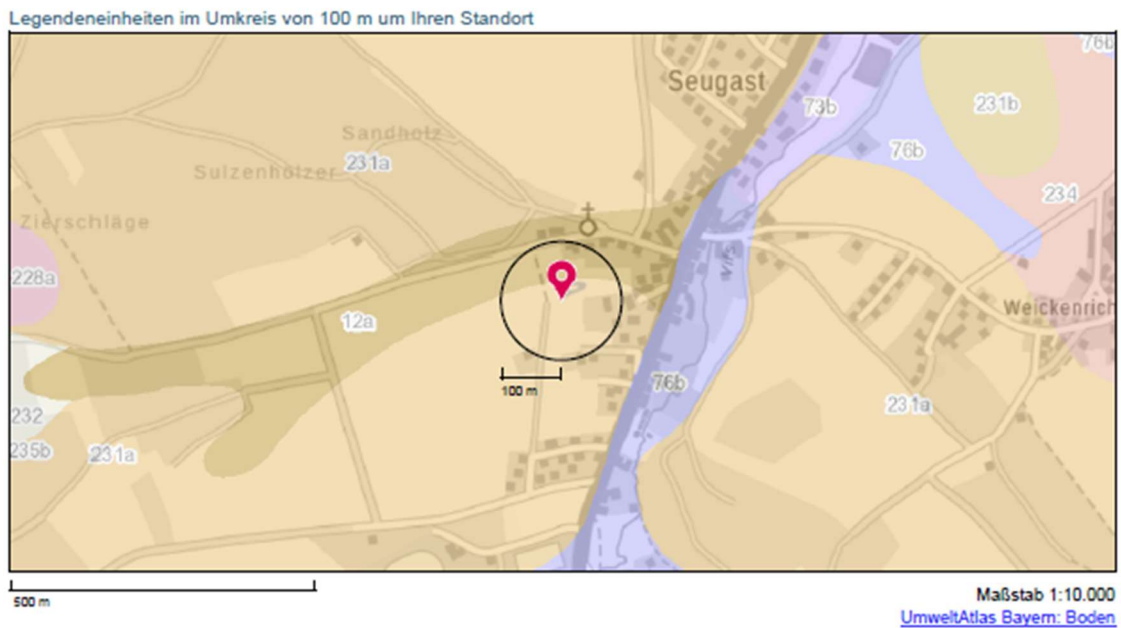 Legendeneinheiten im Umkreis von 100 m um Ihren Standort
76b
Seugast
73b
231b
Sandholz
231a
76b
Sulzenhölzer
234
Zierschläge
228a
Weickenrich
12a
100 m
76b
231a
232
235b
231a
500 m
Maßstab 1:10.000
UmweltAtlas Bayern: Boden